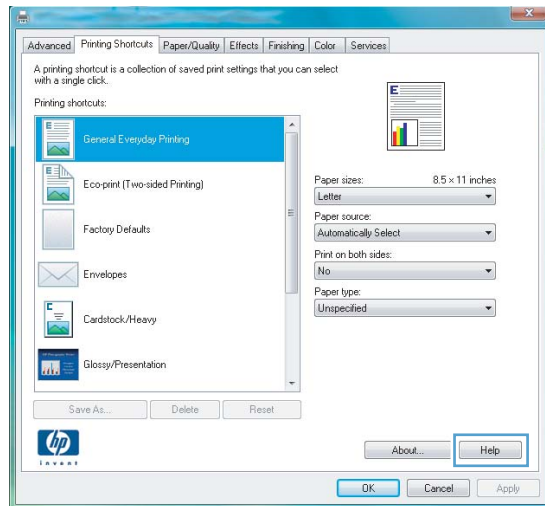 Advanced
Printing Shortcuts
Paper/Quality
Effects
Finishing
Color
Services
A printing shortcut is a collection of saved print settings that you can select
with a single click.
Printing shortcuts:
E
General Everyday Printing
Eco-print (Two-sided Printing)
Factory Defaults
Envelopes
Cardstock/Heavy
Glossy/Presentation
E
Paper sizes:
8.5 × 11 inches
Letter
Paper source:
Automatically Select
Print on both sides:
No
Paper type:
Unspecified
Save As...
Delete
Reset
hp
invent
About...
Help
OK
Cancel
Apply